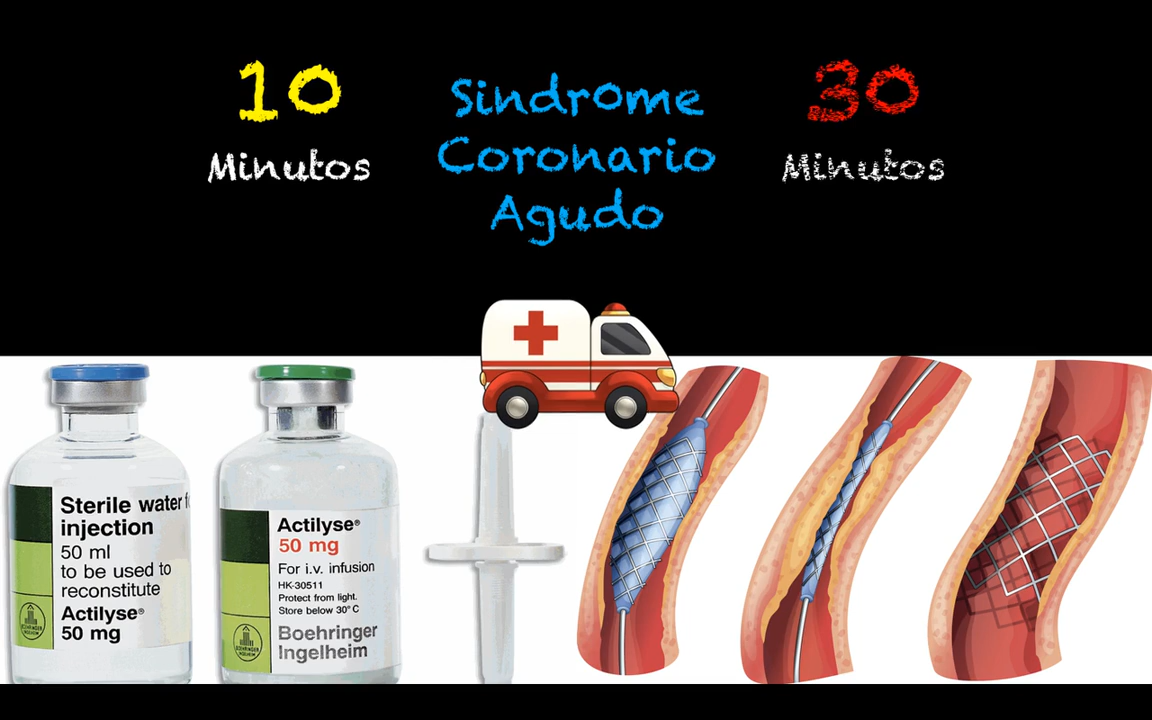 10
Minutos
Sindrome
Coronario
Agudo
30
Minutos
Sterile water f
injection
50 ml
to be used to
reconstitute
Actilyse®
50 mg
Actilyse®
50 mg
For i.v. infusion
HK-30511
Protect from light.
Store below 30°C
Boehringer
Ingelheim